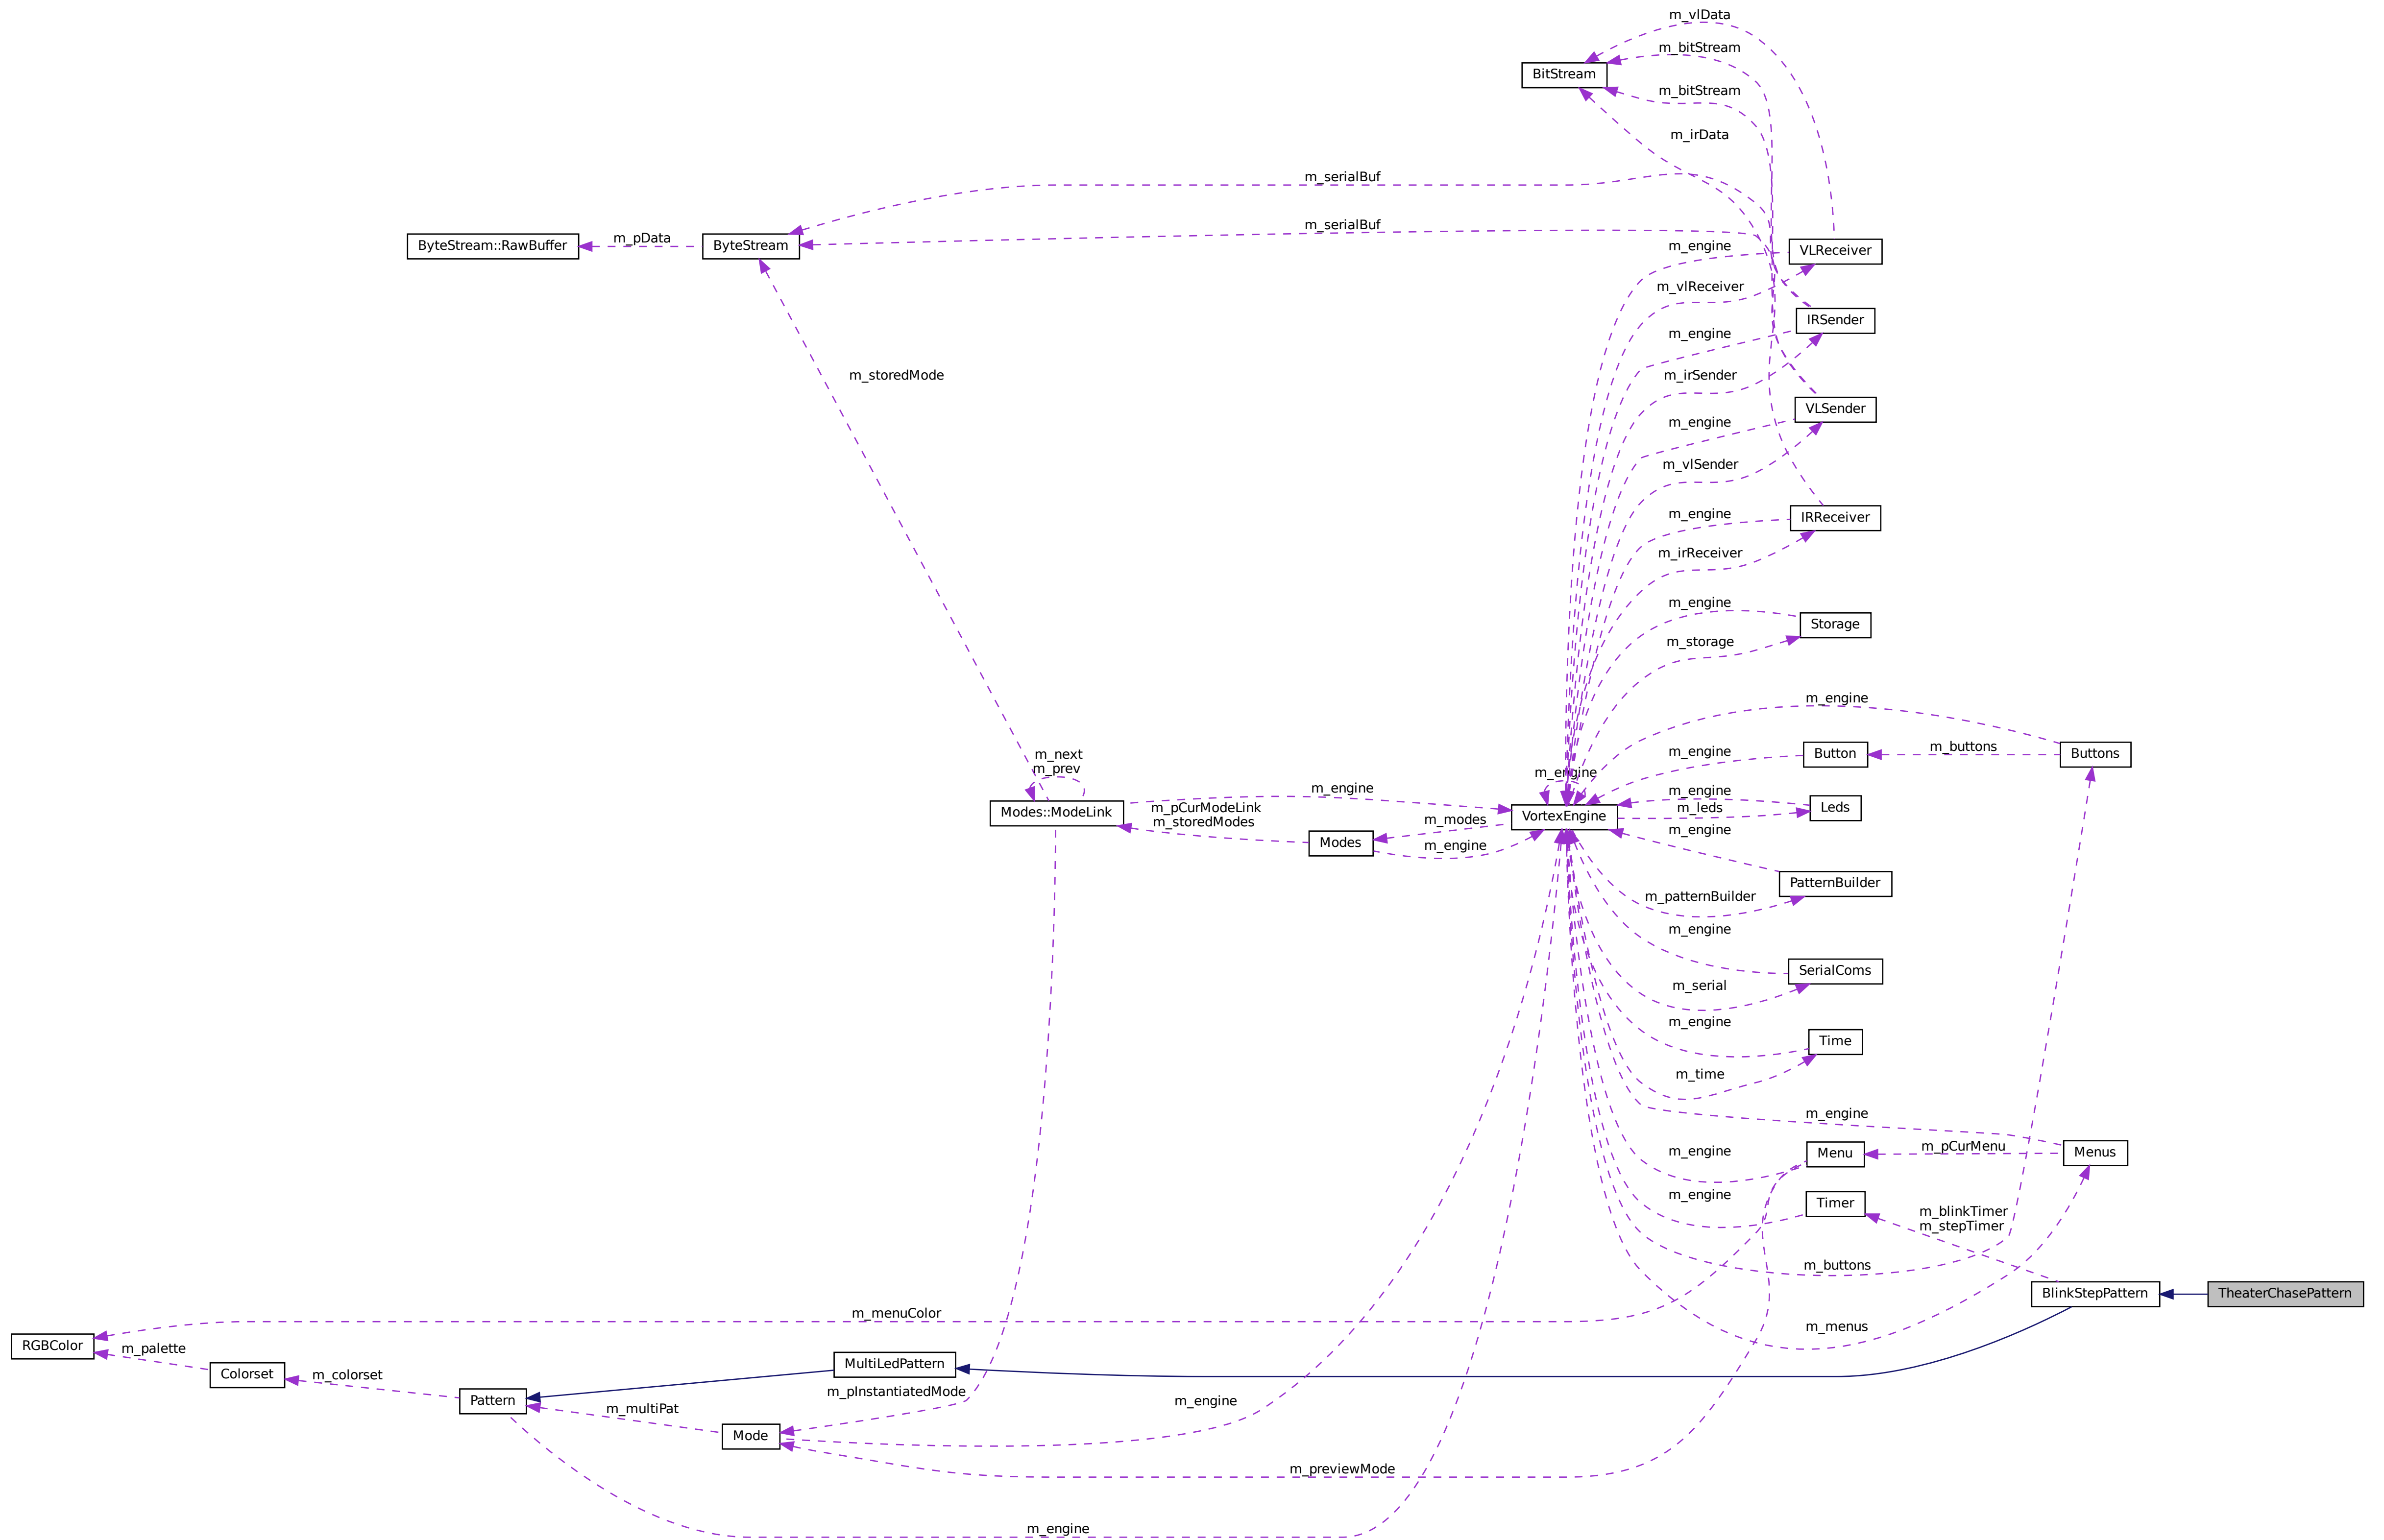 m_vlData
m_bitStream
BitStream
m_bitStream
m_irData
m_serialBuf
m_serialBuf
m_pData
ByteStream::RawBuffer
ByteStream
m_engine
VLReceiver
m_vlReceiver
IRSender
m_engine
m_irSender
m_storedMode
VLSender
m_engine
m_vlSender
m_engine
IRReceiver
m_irReceiver
m_engine
Storage
m_storage
m_engine
m_next
m_prev
m_engine
Button
m_buttons
Buttons
m_engine
m_engine
m_engine
m_pCurModeLink
m_storedModes
Modes::ModeLink
m_modes
VortexEngine
m_leds
Leds
m_engine
Modes
m_engine
PatternBuilder
m_patternBuilder
m_engine
SerialComs
m_serial
m_engine
Time
m_time
m_engine
m_engine
Menu
m_pCurMenu
Menus
m_engine
Timer
m_blinkTimer
m_stepTimer
m_buttons
BlinkStepPattern
TheaterChasePattern
m_menuColor
m_menus
RGBColor
m_palette
Colorset
m_colorset
MultiLedPattern
m_pInstantiatedMode
Pattern
m_multiPat
Mode
m_engine
m_previewMode
m_engine